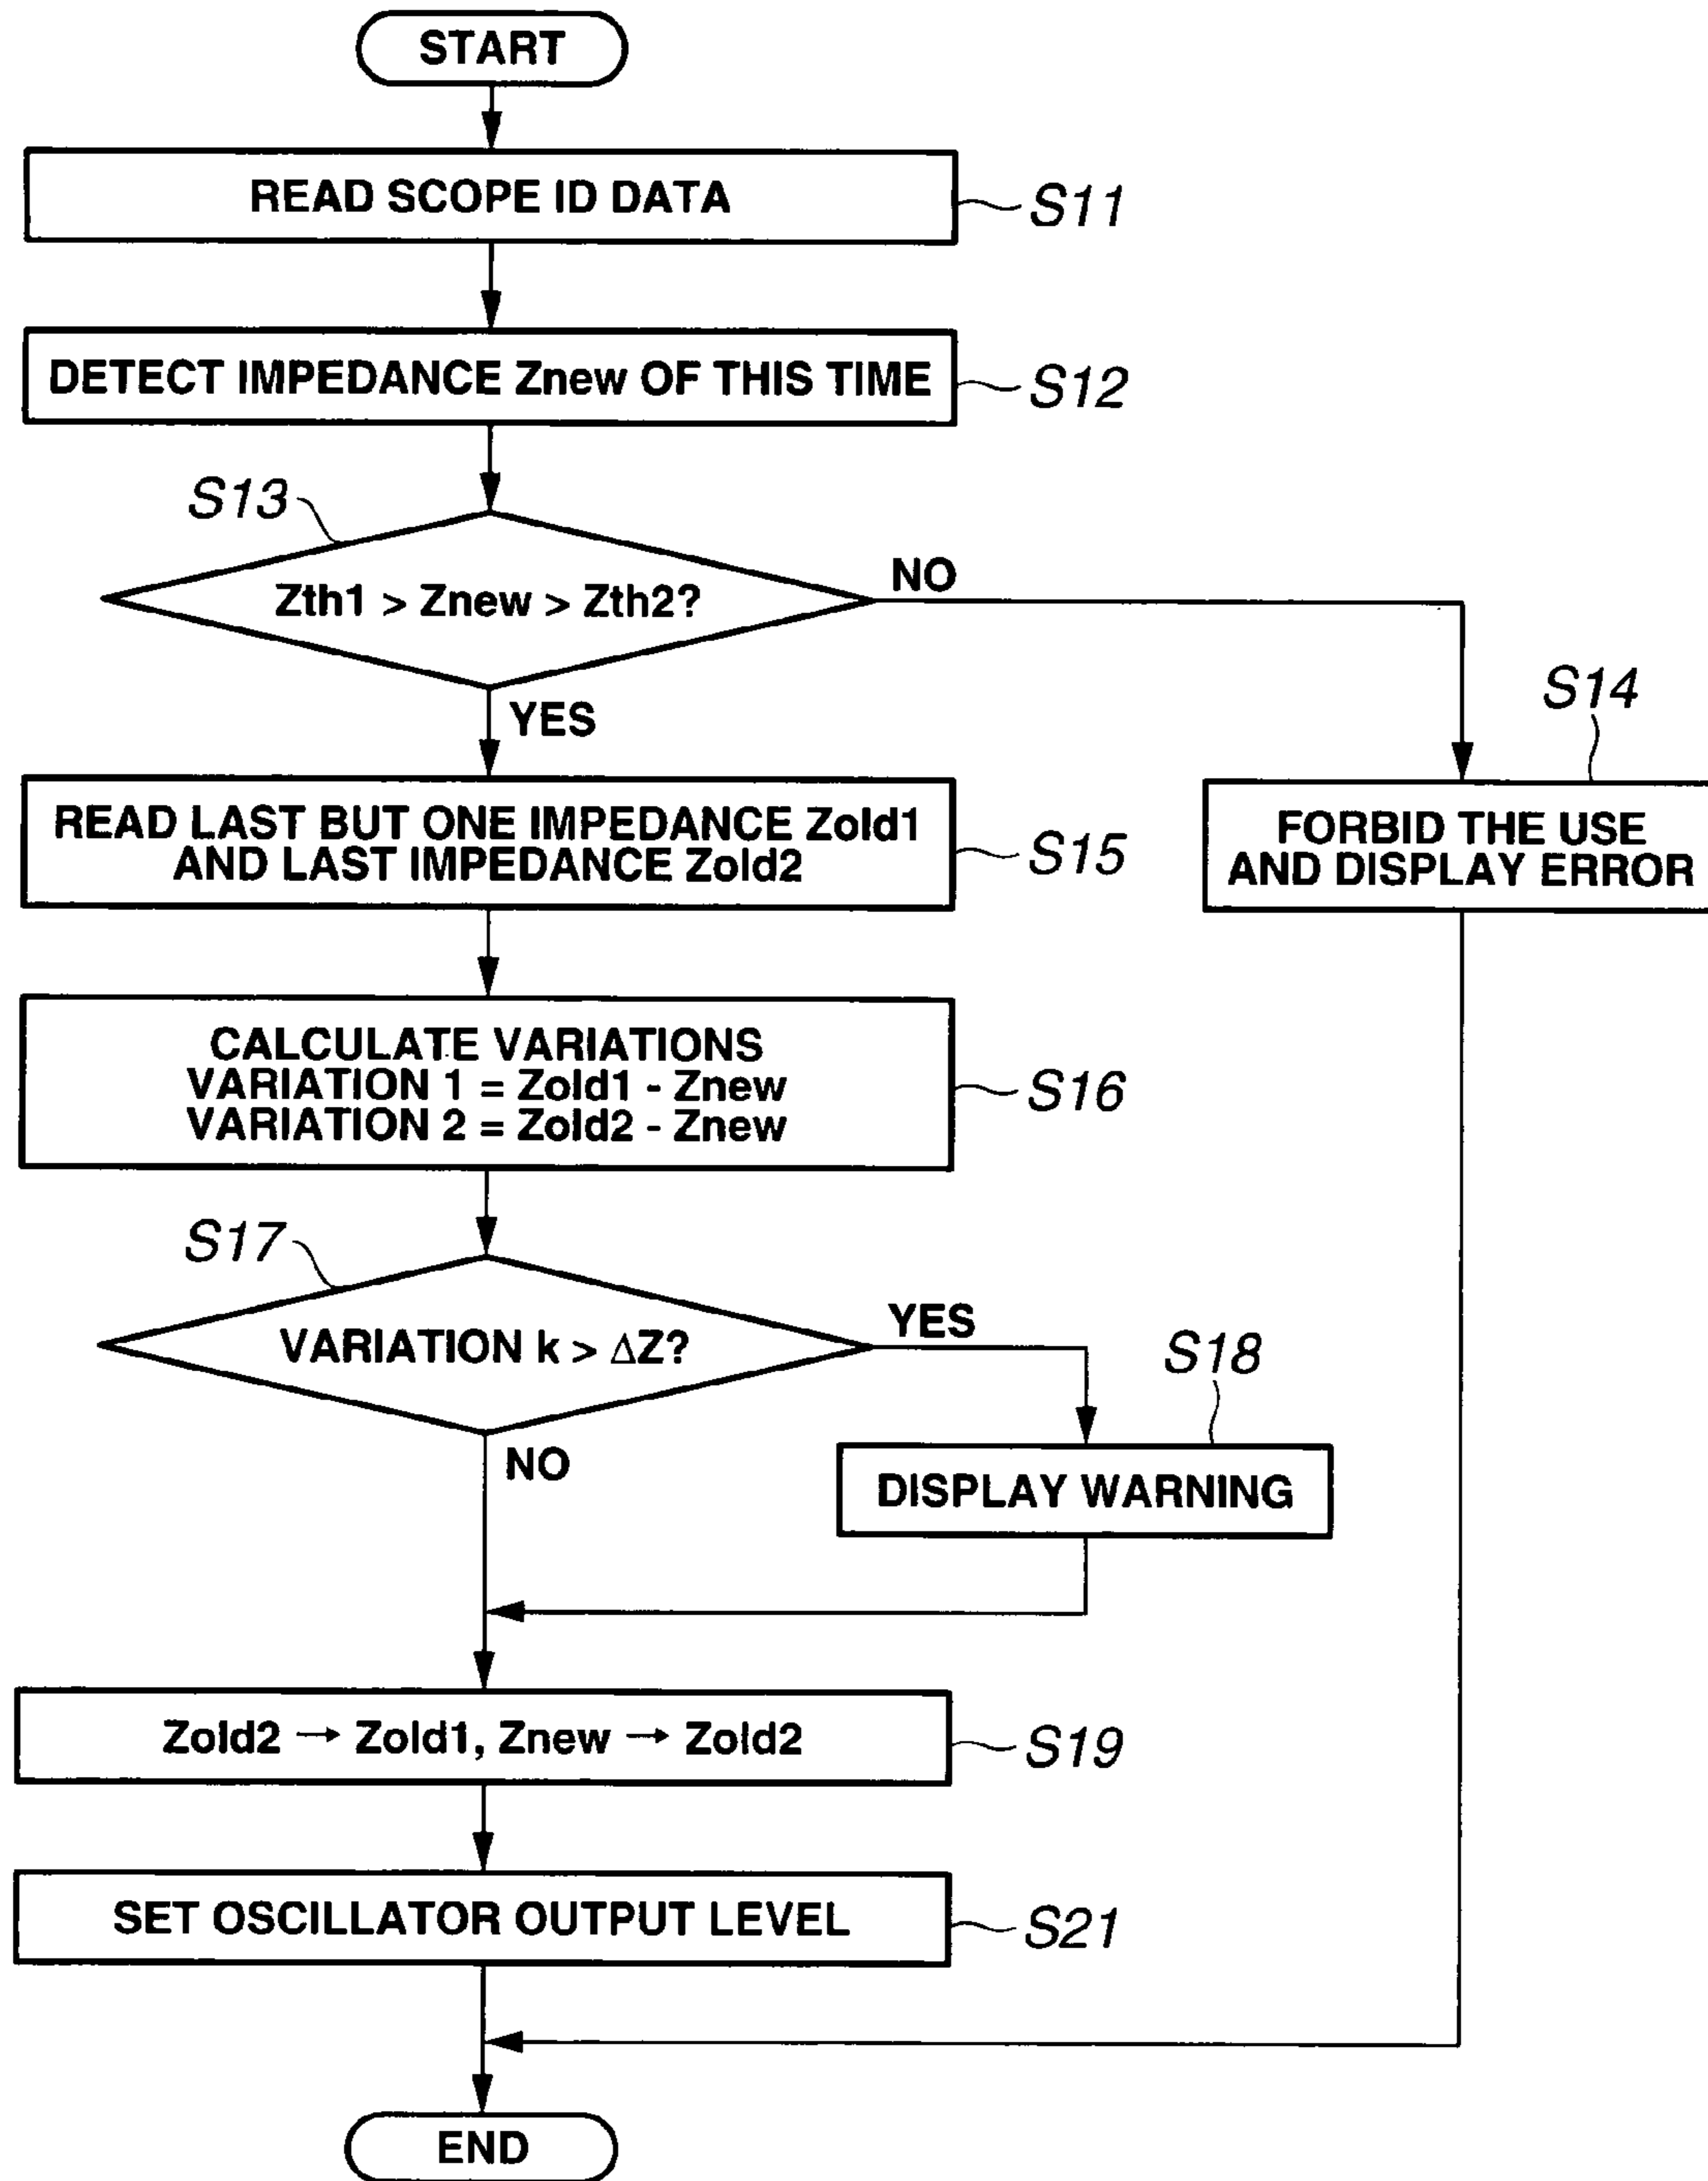 START
READ SCOPE ID DATA
S11
DETECT IMPEDANCE Znew OF THIS TIME
S12
S13
Zth1 > Znew > Zth2?
NO
YES
S14
FORBID THE USE
AND DISPLAY ERROR
READ LAST BUT ONE IMPEDANCE Zold1
AND LAST IMPEDANCE Zold2
S15
CALCULATE VARIATIONS
VARIATION 1 = Zold1 - Znew
VARIATION 2 = Zold2 - Znew
S16
S17
VARIATION k > ΔZ?
YES
NO
S18
DISPLAY WARNING
Zold2 → Zold1, Znew → Zold2
S19
SET OSCILLATOR OUTPUT LEVEL
S21
END